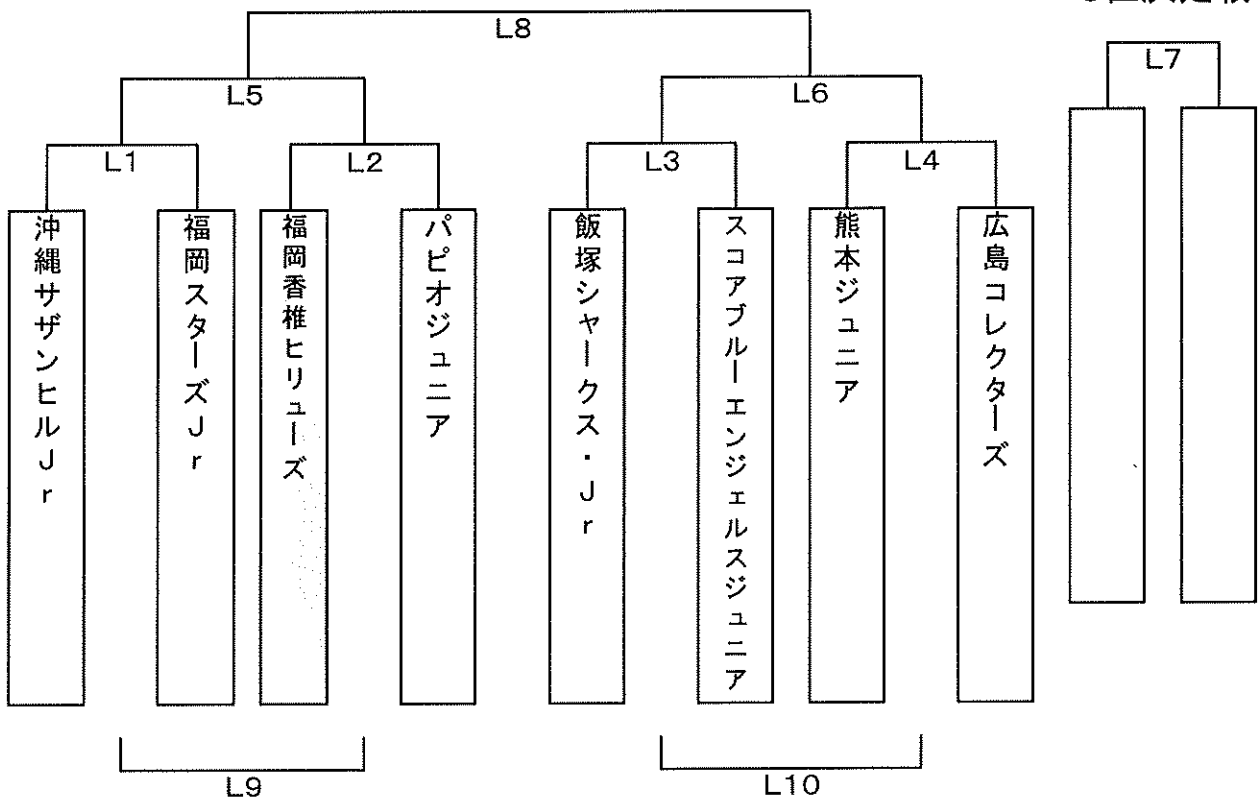 L8
L7
L5
L6
L1
L2
L3
L4
沖縄サザンヒルJr
福岡スターズJr
福岡香椎ヒリューズ
パピオジュニア
飯塚シャークス・Jr
スコアブルーエンジェルスジュニア
熊本ジュニア
広島コレクターズ
L9
L10